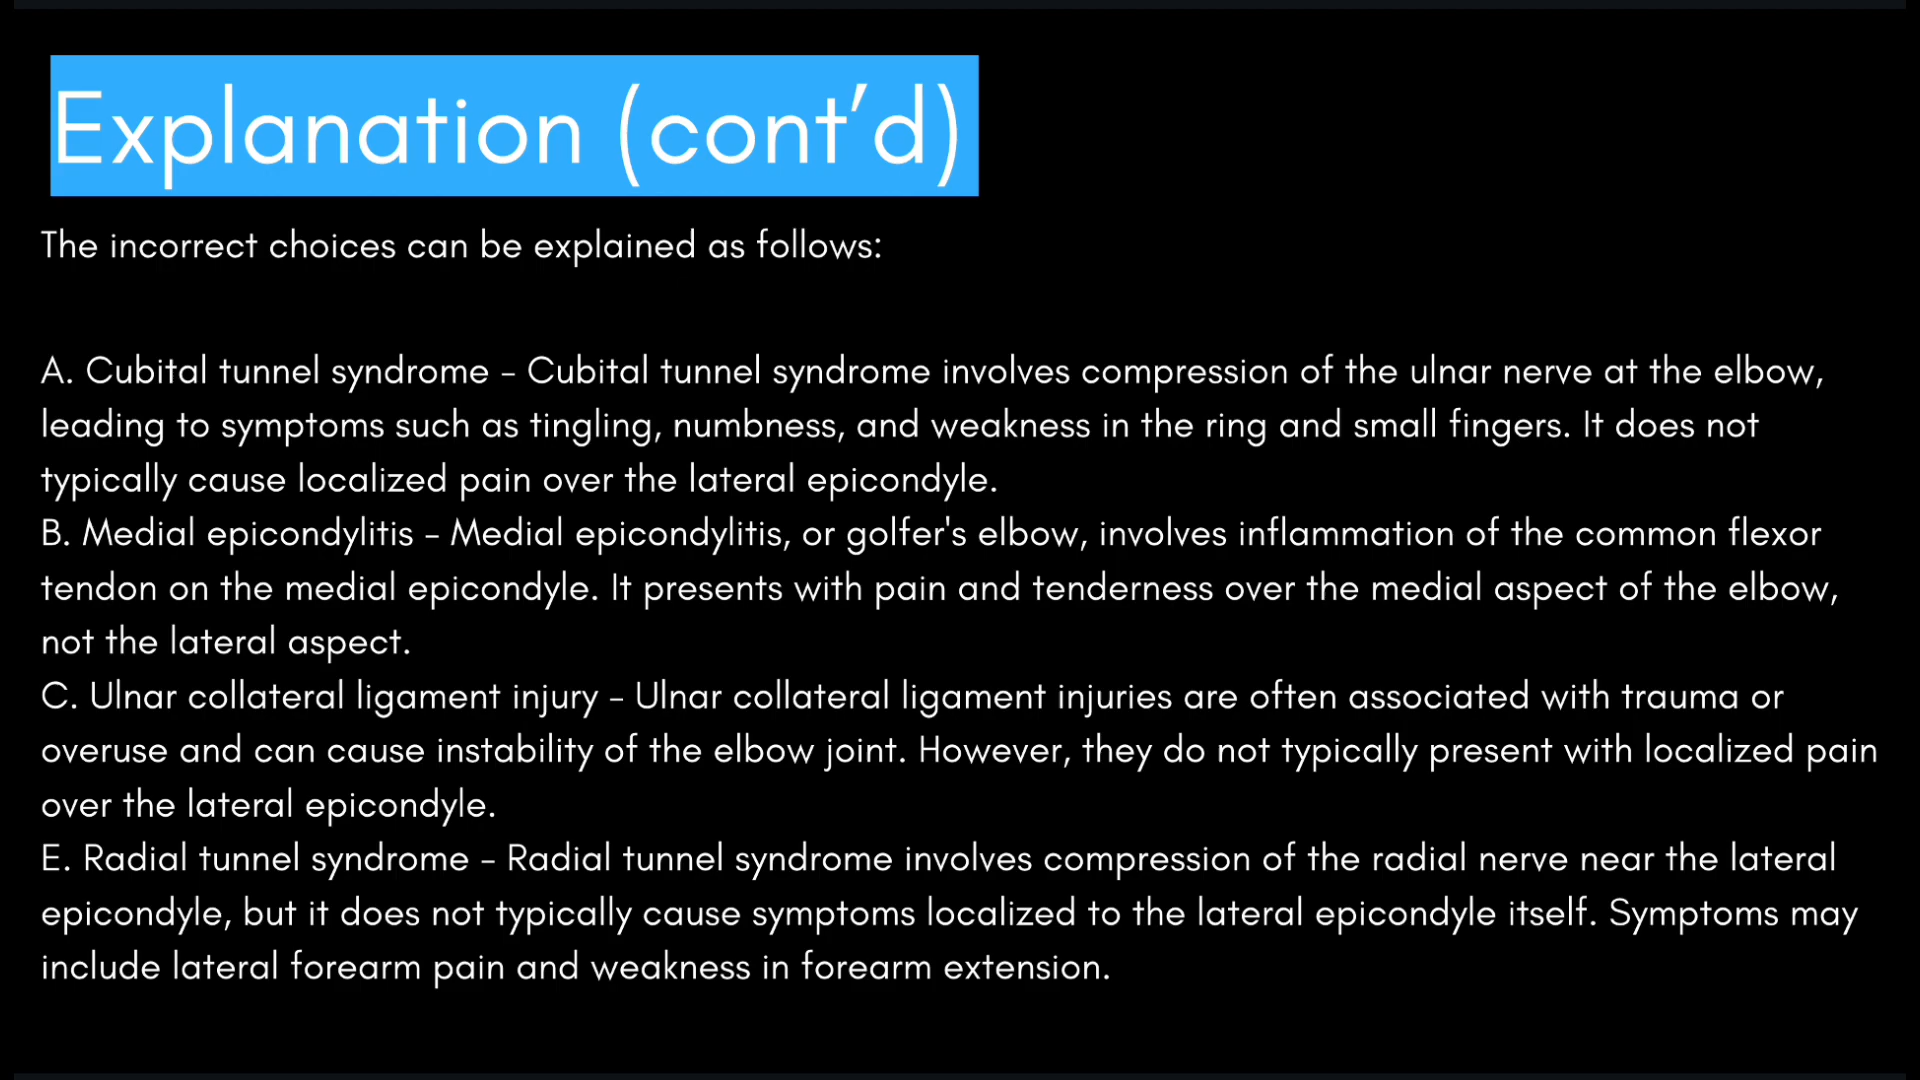 Explanation (cont’d)
The incorrect choices can be explained as follows:
A. Cubital tunnel syndrome - Cubital tunnel syndrome involves compression of the ulnar nerve at the elbow,
leading to symptoms such as tingling, numbness, and weakness in the ring and small fingers. It does not
typically cause localized pain over the lateral epicondyle.
B. Medial epicondylitis - Medial epicondylitis, or golfer's elbow, involves inflammation of the common flexor
tendon on the medial epicondyle. It presents with pain and tenderness over the medial aspect of the elbow,
not the lateral aspect.
C. Ulnar collateral ligament injury - Ulnar collateral ligament injuries are often associated with trauma or
overuse and can cause instability of the elbow joint. However, they do not typically present with localized pain
over the lateral epicondyle.
E. Radial tunnel syndrome - Radial tunnel syndrome involves compression of the radial nerve near the lateral
epicondyle, but it does not typically cause symptoms localized to the lateral epicondyle itself. Symptoms may
include lateral forearm pain and weakness in forearm extension.